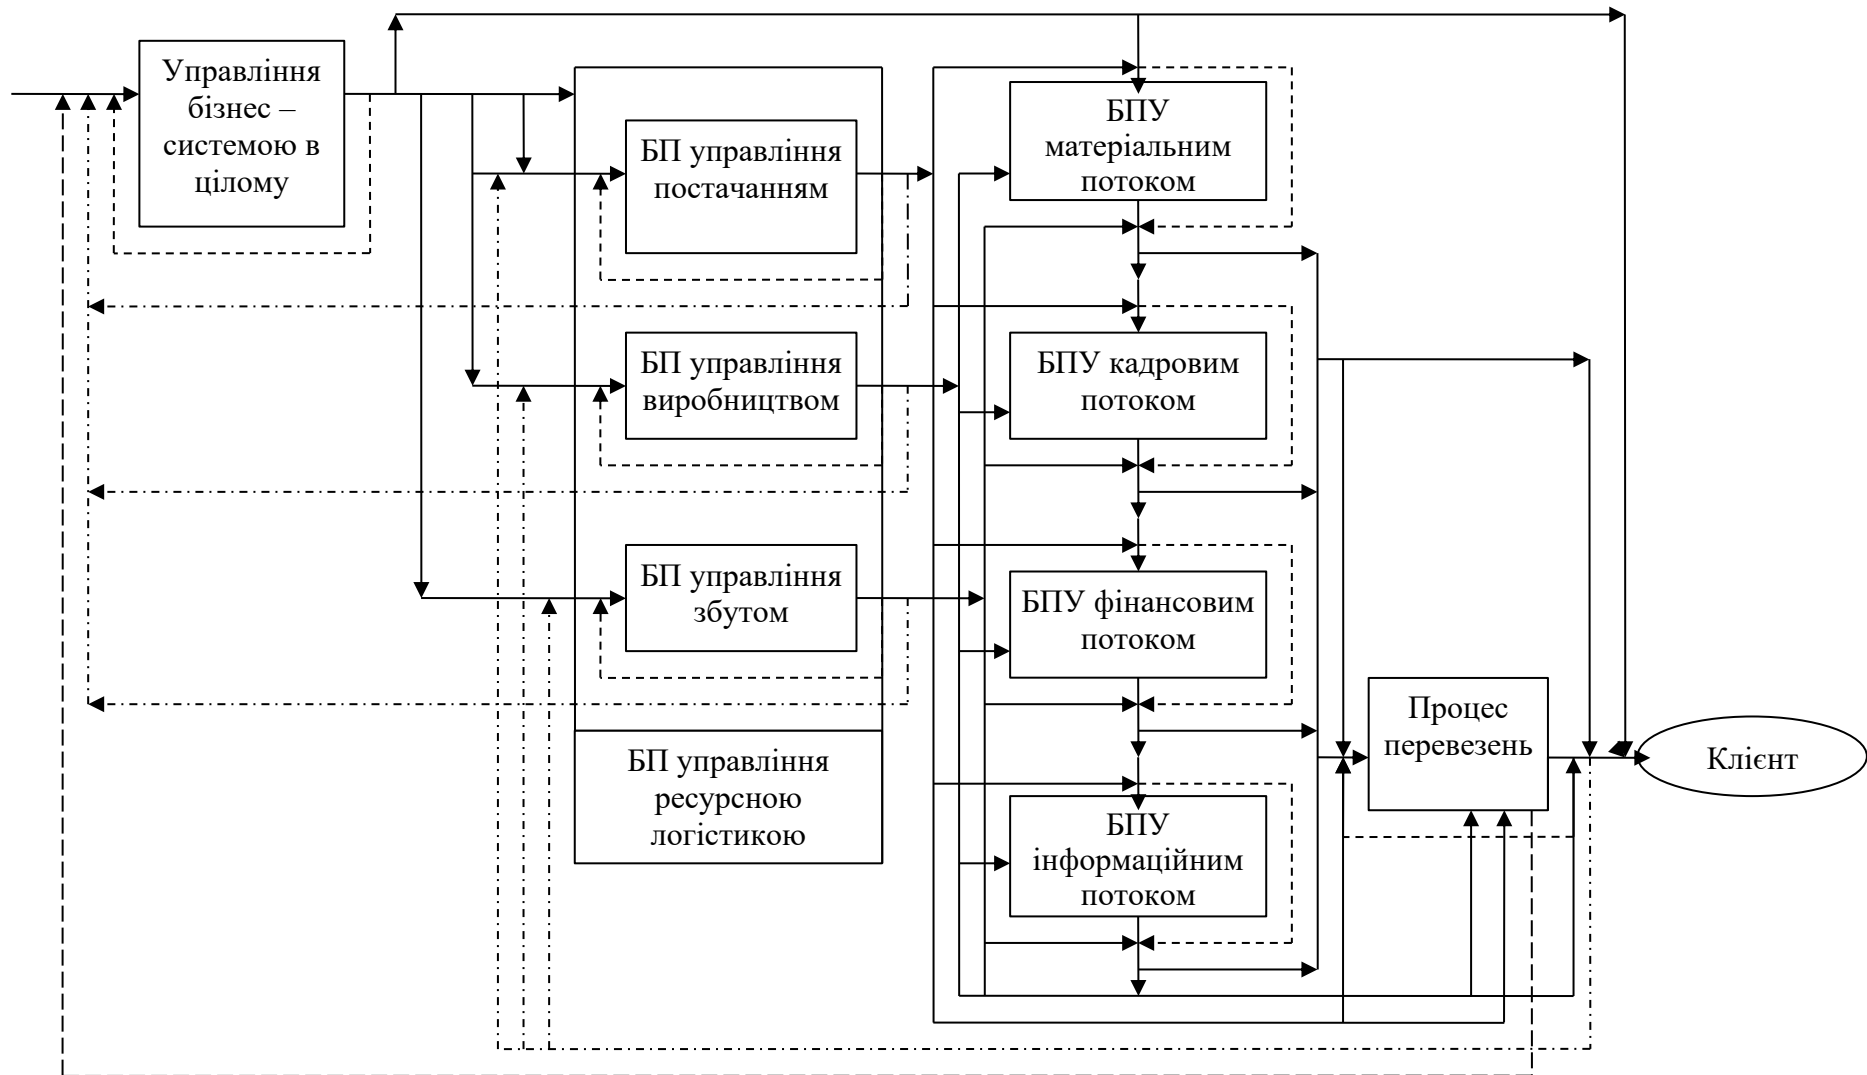 Управління
бізнес –
системою в
цілому
БП управління
постачанням
БП управління
виробництвом
БП управління
збутом
БП управління
ресурсною
логістикою
БПУ
матеріальним
потоком
БПУ кадровим
потоком
БПУ фінансовим
потоком
БПУ
інформаційним
потоком
Процес
перевезень
Клієнт